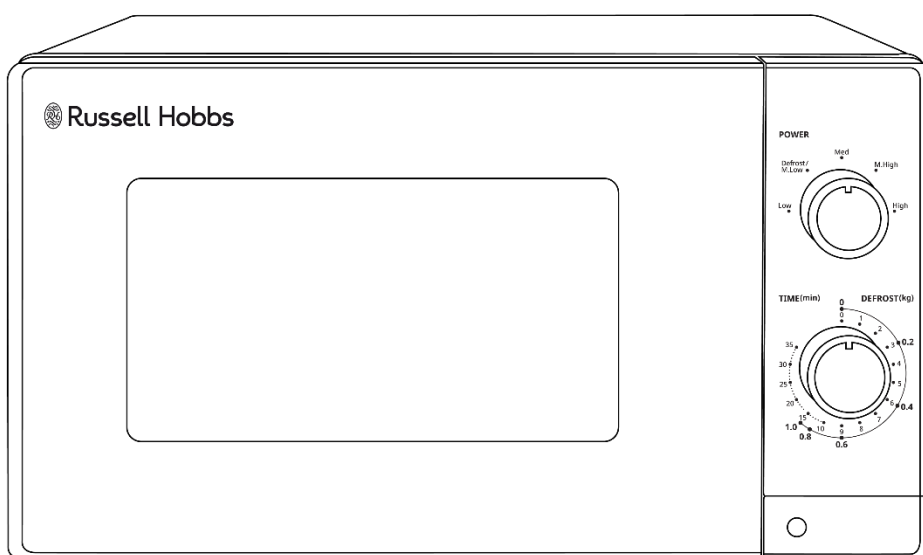 Russell Hobbs
POWER
Med
Defrost/
M.Low
M.High
Low
High
TIME(min)
DEFROST(kg)
0
0
1
2
35
3
0.2
30
4
25
5
20
6
0.4
15
7
1.0
10
9
8
0.8
0.6